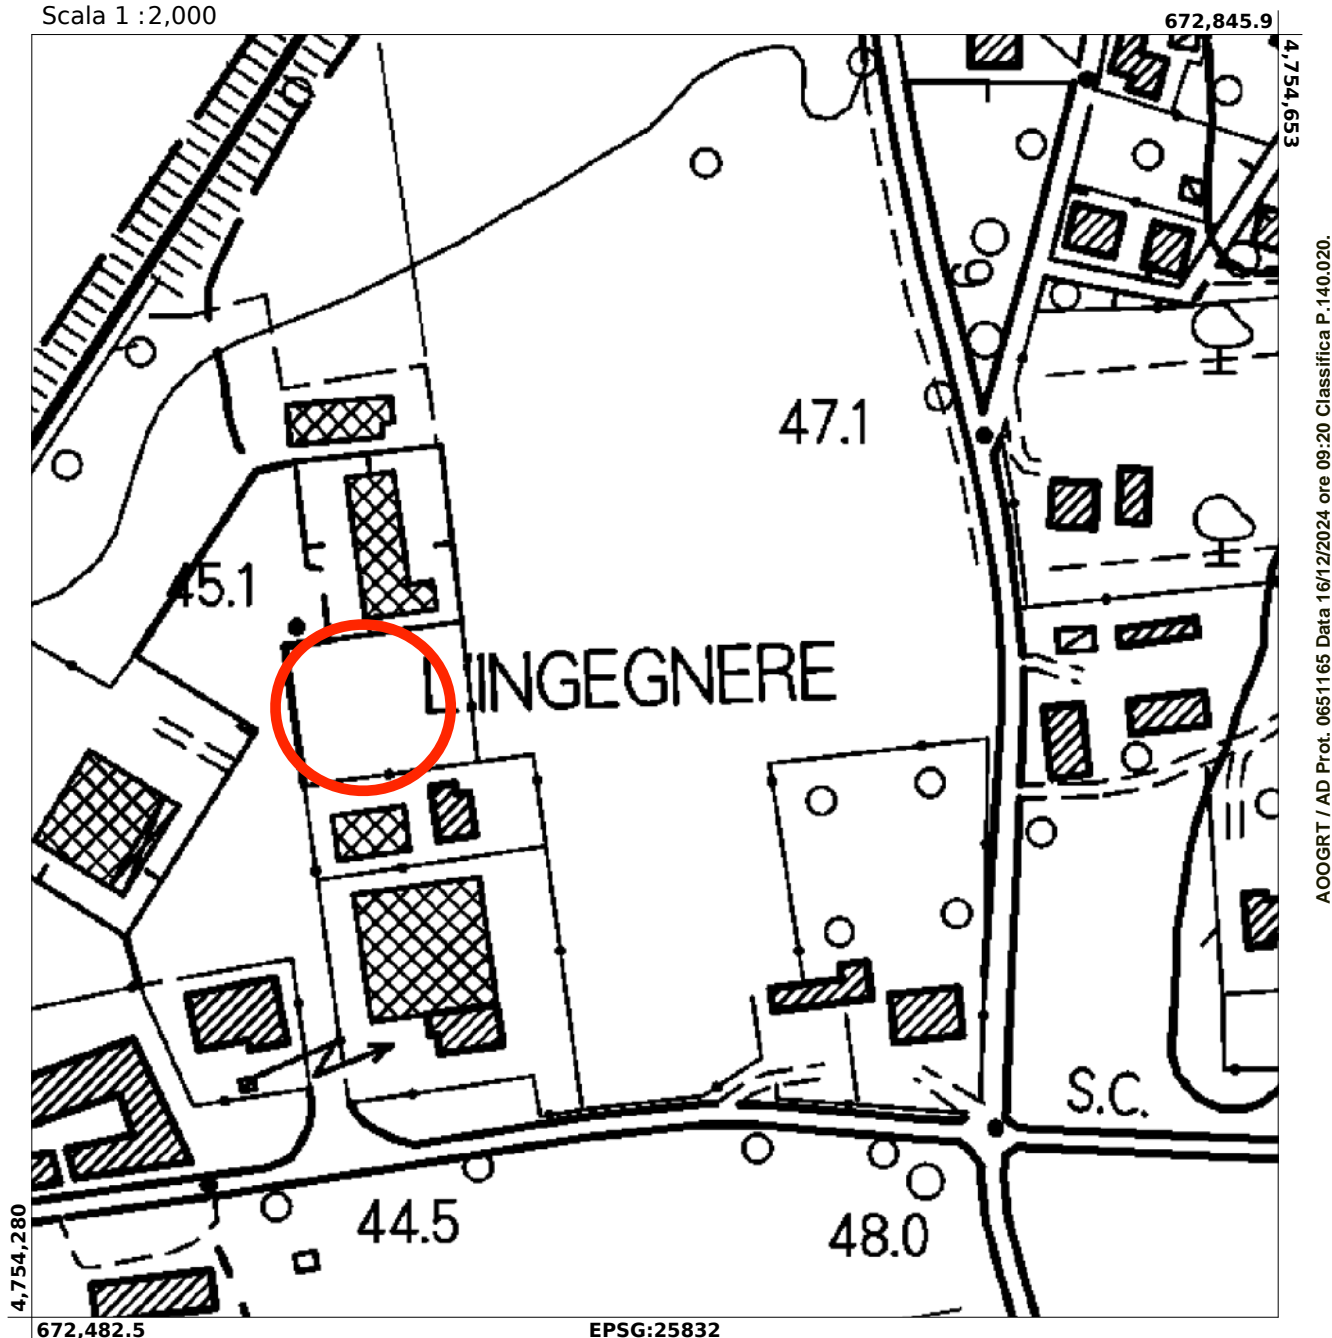 Scala 1 :2,000
672,845.9
4,754,653
AOOGRT / AD Prot. 0651165 Data 16/12/2024 ore 09:20 Classifica P.140.020.
9
47.1
45.1
L'INGEGNERE
S.C.
44.5
48.0
4,754,280
672,482.5
EPSG:25832